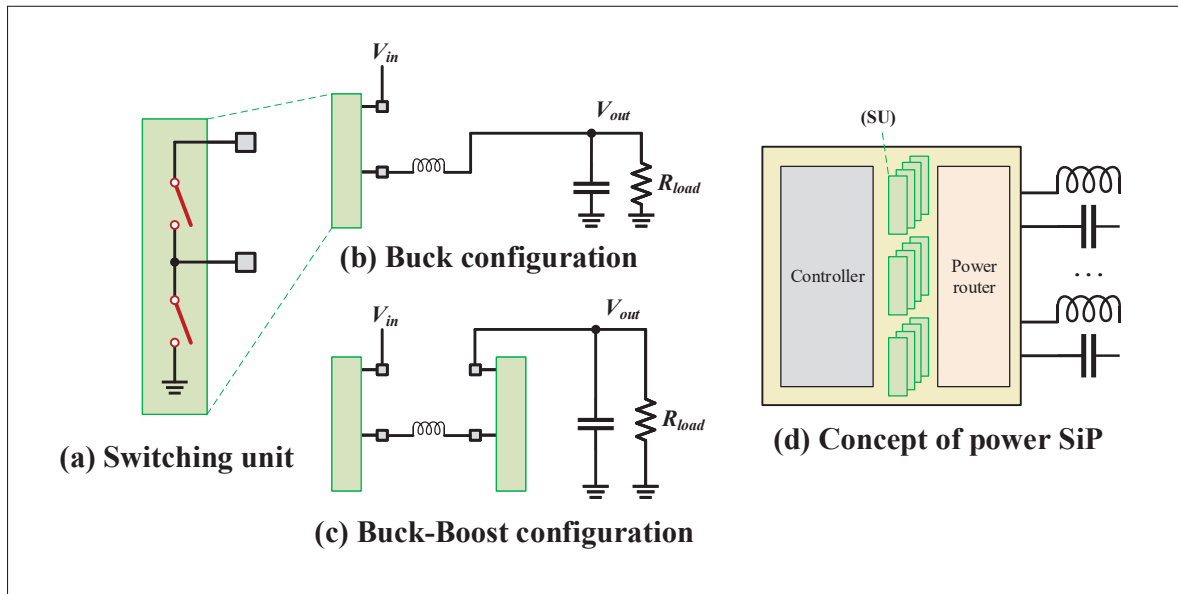 V_in
V_out
R_load
(b) Buck configuration
V_in
V_out
R_load
(a) Switching unit
(c) Buck-Boost configuration
(SU)
Controller
Power
router
...
(d) Concept of power SiP